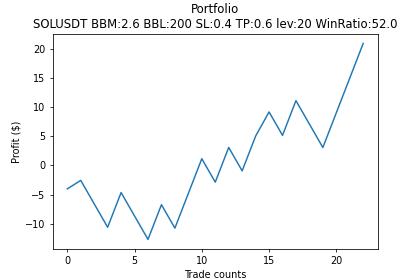 Portfolio
SOLUSDT BBM:2.6 BBL:200 SL:0.4 TP:0.6 lev:20 WinRatio:52.0
20
15
10
5
0
−5
−10
Profit ($)
0 5 10 15 20
Trade counts